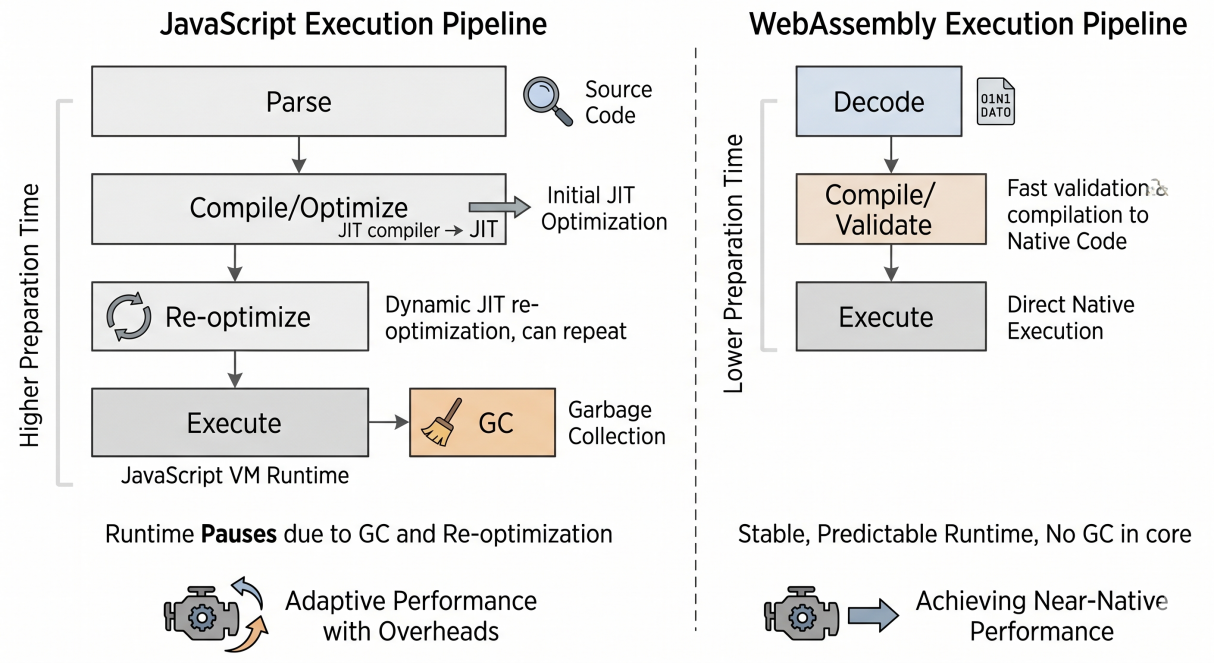 JavaScript Execution Pipeline
Higher Preparation Time
Parse
Source
Code
Compile/Optimize
JIT compiler → JIT
Initial JIT
Optimization
Re-optimize
Dynamic JIT re-
optimization, can repeat
Execute
GC
Garbage
Collection
JavaScript VM Runtime
Runtime Pauses due to GC and Re-optimization
Adaptive Performance
with Overheads
WebAssembly Execution Pipeline
Lower Preparation Time
Decode
01N1
DATO
Compile/
Validate
Fast validation
compilation to
Native Code
Execute
Direct Native
Execution
Stable, Predictable Runtime, No GC in core
Achieving Near-Native
Performance